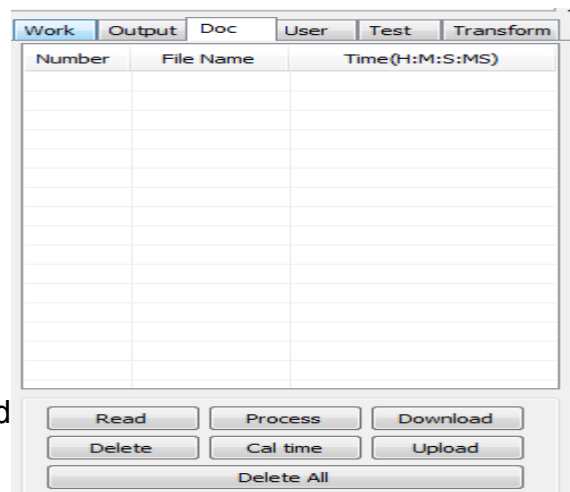 Work Output Doc User Test Transform
Number File Name Time(H:M:S:MS)
d
Read Process Download
Delete Cal time Upload
Delete All